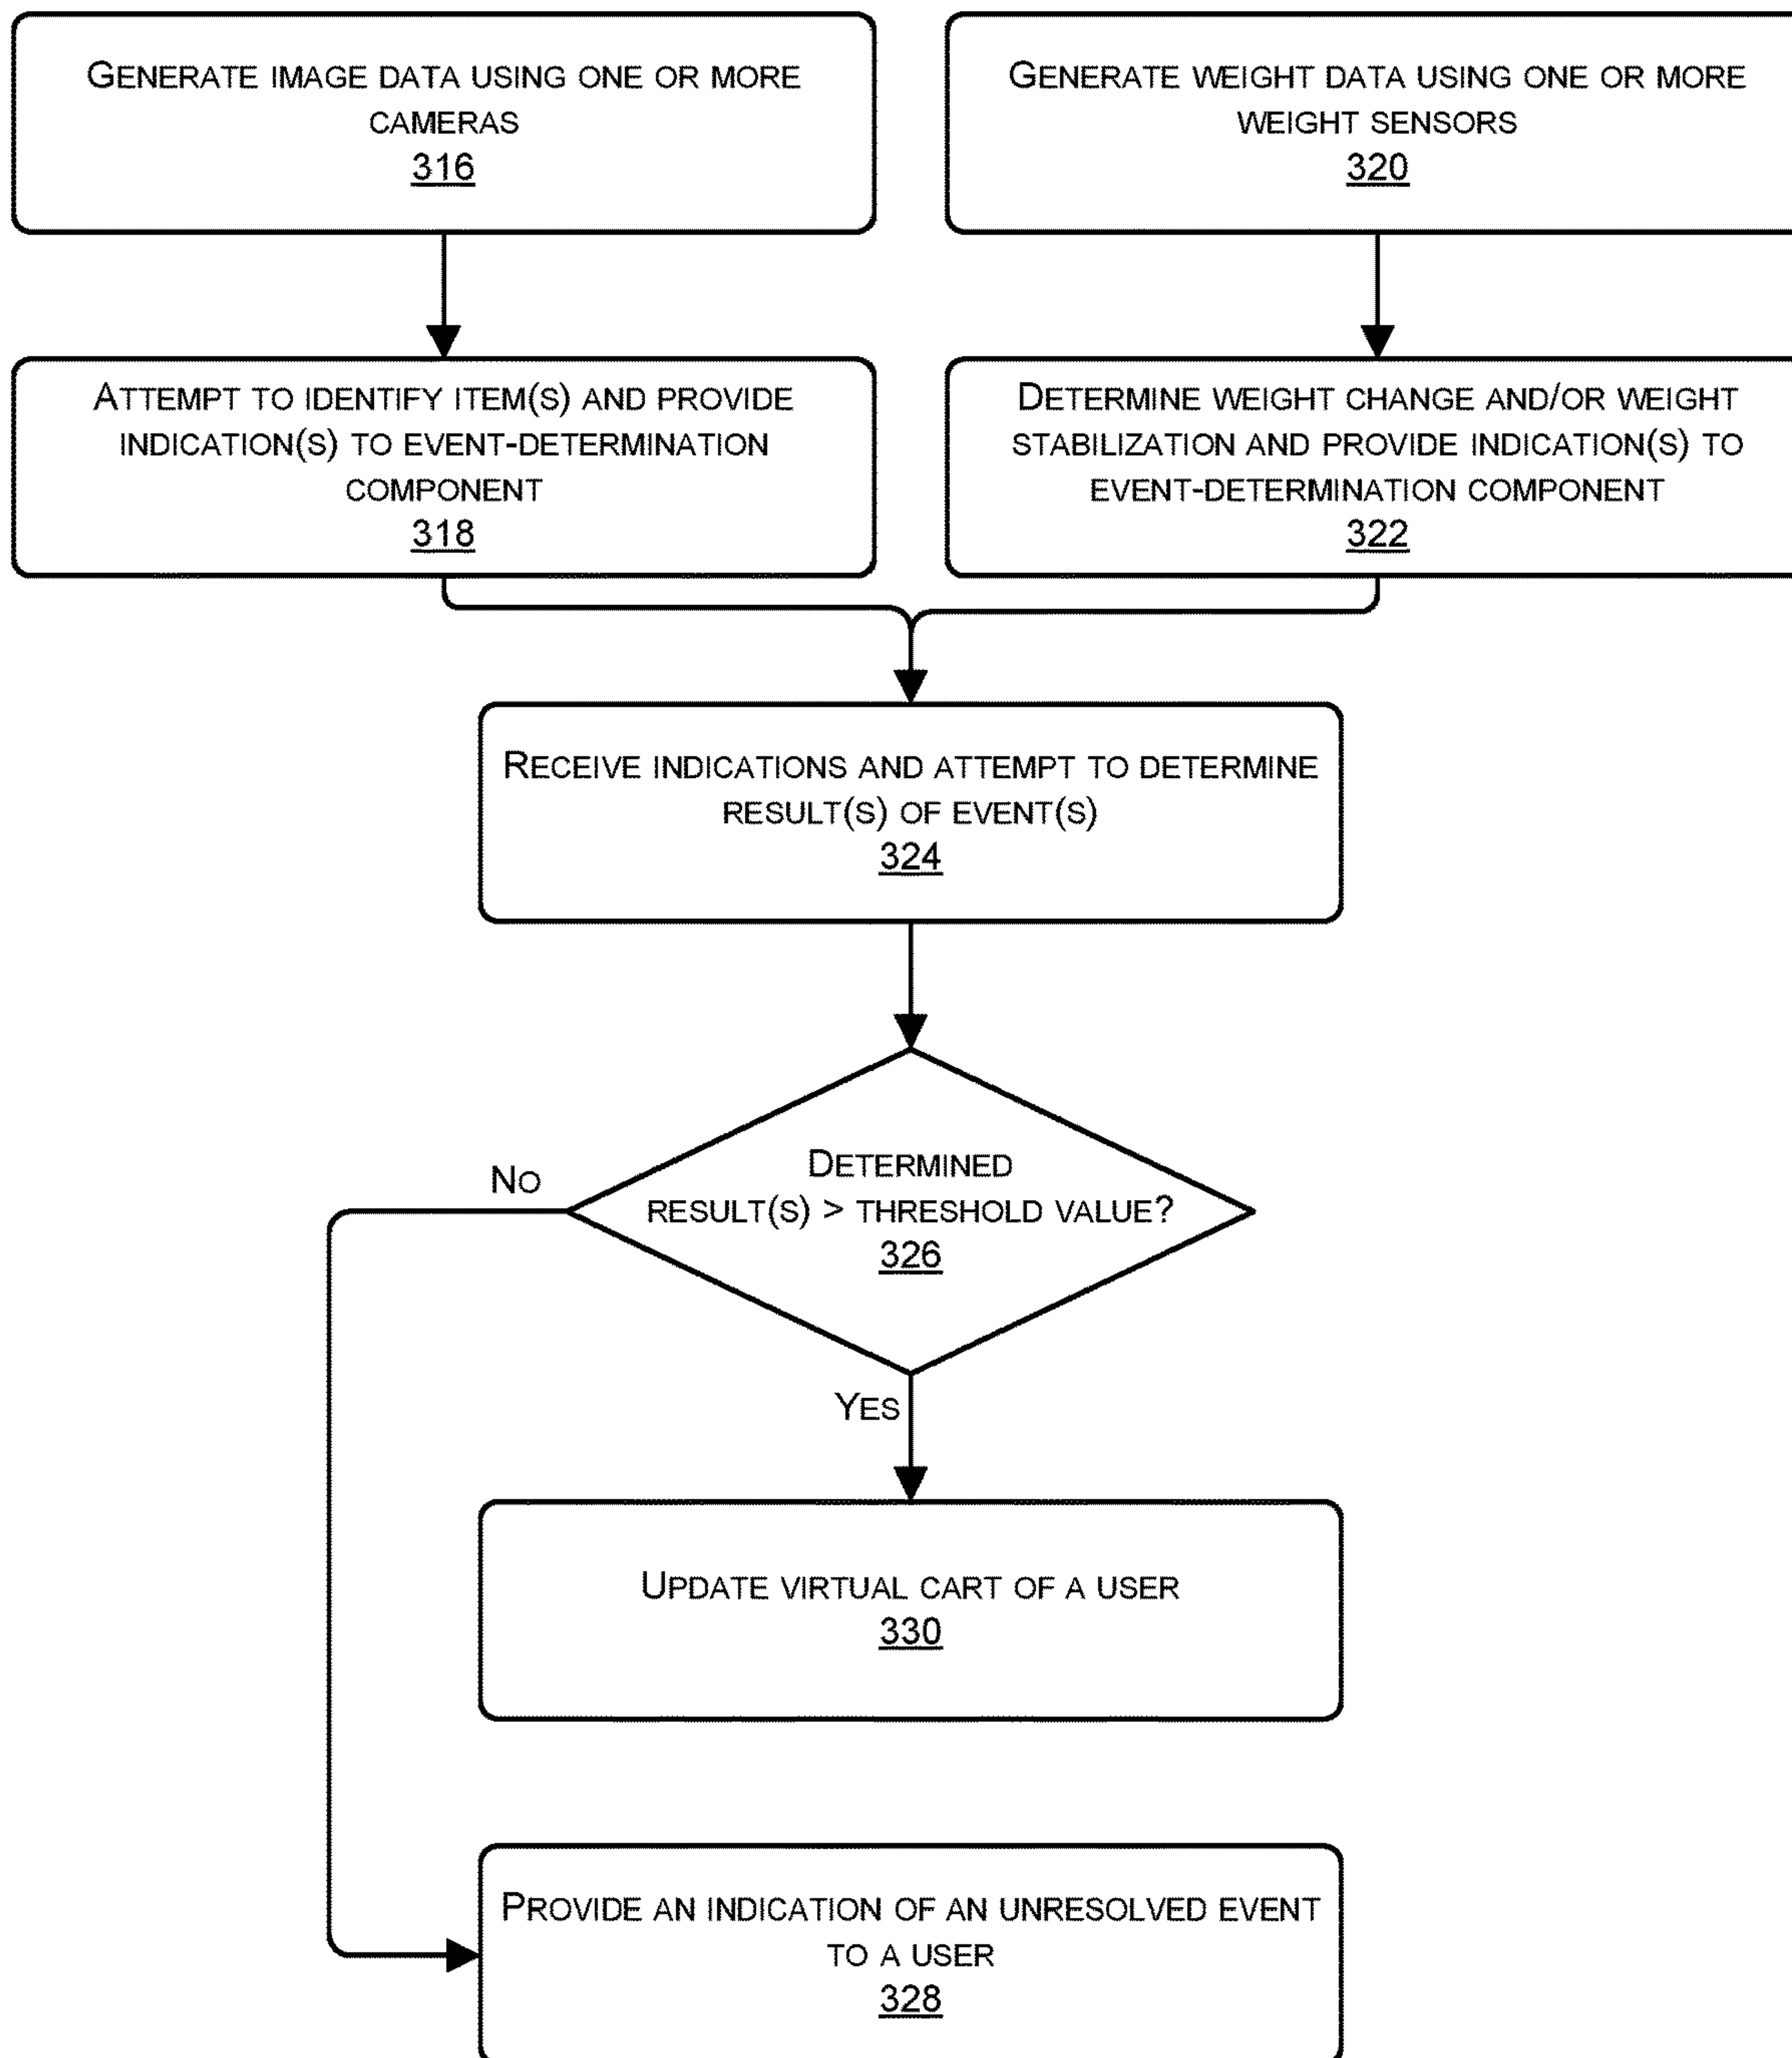 GENERATE IMAGE DATA USING ONE OR MORE
CAMERAS
316
GENERATE WEIGHT DATA USING ONE OR MORE
WEIGHT SENSORS
320
ATTEMPT TO IDENTIFY ITEM(S) AND PROVIDE
INDICATION(S) TO EVENT-DETERMINATION
COMPONENT
318
DETERMINE WEIGHT CHANGE AND/OR WEIGHT
STABILIZATION AND PROVIDE INDICATION(S) TO
EVENT-DETERMINATION COMPONENT
322
RECEIVE INDICATIONS AND ATTEMPT TO DETERMINE
RESULT(S) OF EVENT(S)
324
DETERMINED
RESULT(S) > THRESHOLD VALUE?
326
NO
YES
UPDATE VIRTUAL CART OF A USER
330
PROVIDE AN INDICATION OF AN UNRESOLVED EVENT
TO A USER
328